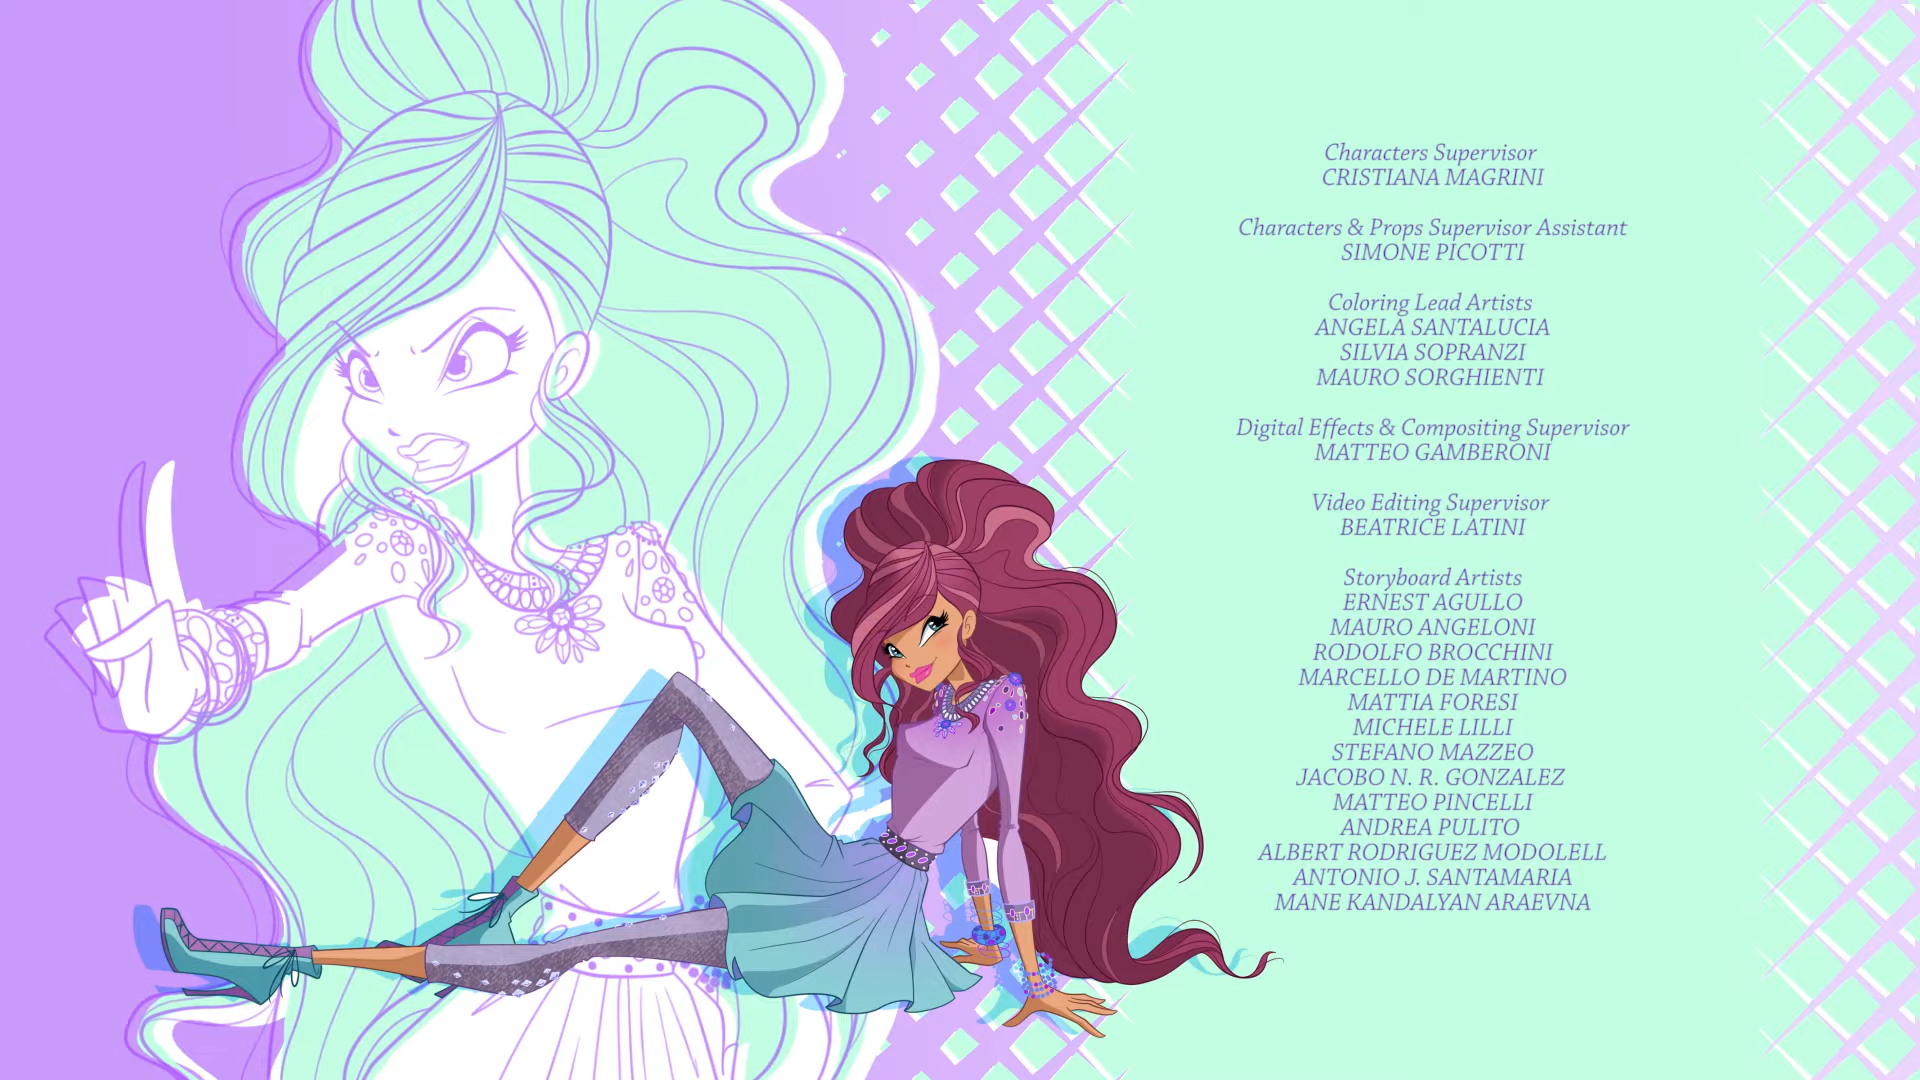 Characters Supervisor
CRISTIANA MAGRINI
Characters & Props Supervisor Assistant
SIMONE PICOTTI
Coloring Lead Artists
ANGELA SANTALUCIA
SILVIA SOPRANZI
MAURO SORGHIENTI
Digital Effects & Compositing Supervisor
MATTEO GAMBERONI
Video Editing Supervisor
BEATRICE LATINI
Storyboard Artists
ERNEST AGULLO
MAURO ANGELONI
RODOLFO BROCCHINI
MARCELLO DE MARTINO
MATTIA FORESI
MICHELE LILLI
STEFANO MAZZEO
JACOBO N. R. GONZALEZ
MATTEO PINCELLI
ANDREA PULITO
ALBERT RODRIGUEZ MODOLELL
ANTONIO J. SANTAMARIA
MANE KANDALYAN ARAEVNA